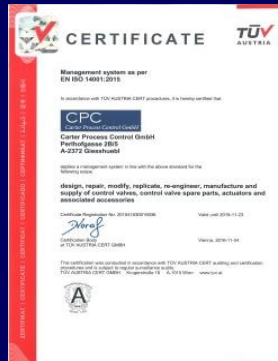 CERTIFICATE
TÜV
AUSTRIA
Management system as per
EN ISO 14001:2015
In accordance with TÜV AUSTRIA CERT procedures, it is hereby certified that
CPC
Carter Process Control GmbH
Carter Process Control GmbH
Perlhofgasse 2B/5
A-2372 Giesshuebl
applies a management system in line with the above standard for the
following scope
design, repair, modify, replicate, re-engineer, manufacture and
supply of control valves, control valve spare parts, actuators and
associated accessories
Certificate Registration No.
Valid until
Certification Body
at TÜV AUSTRIA CERT GMBH
Vienna,
This certification was conducted in accordance with TÜV AUSTRIA CERT auditing and certification
procedures and is subject to regular surveillance audits.
TÜV AUSTRIA CERT GMBH
www.tuv.at